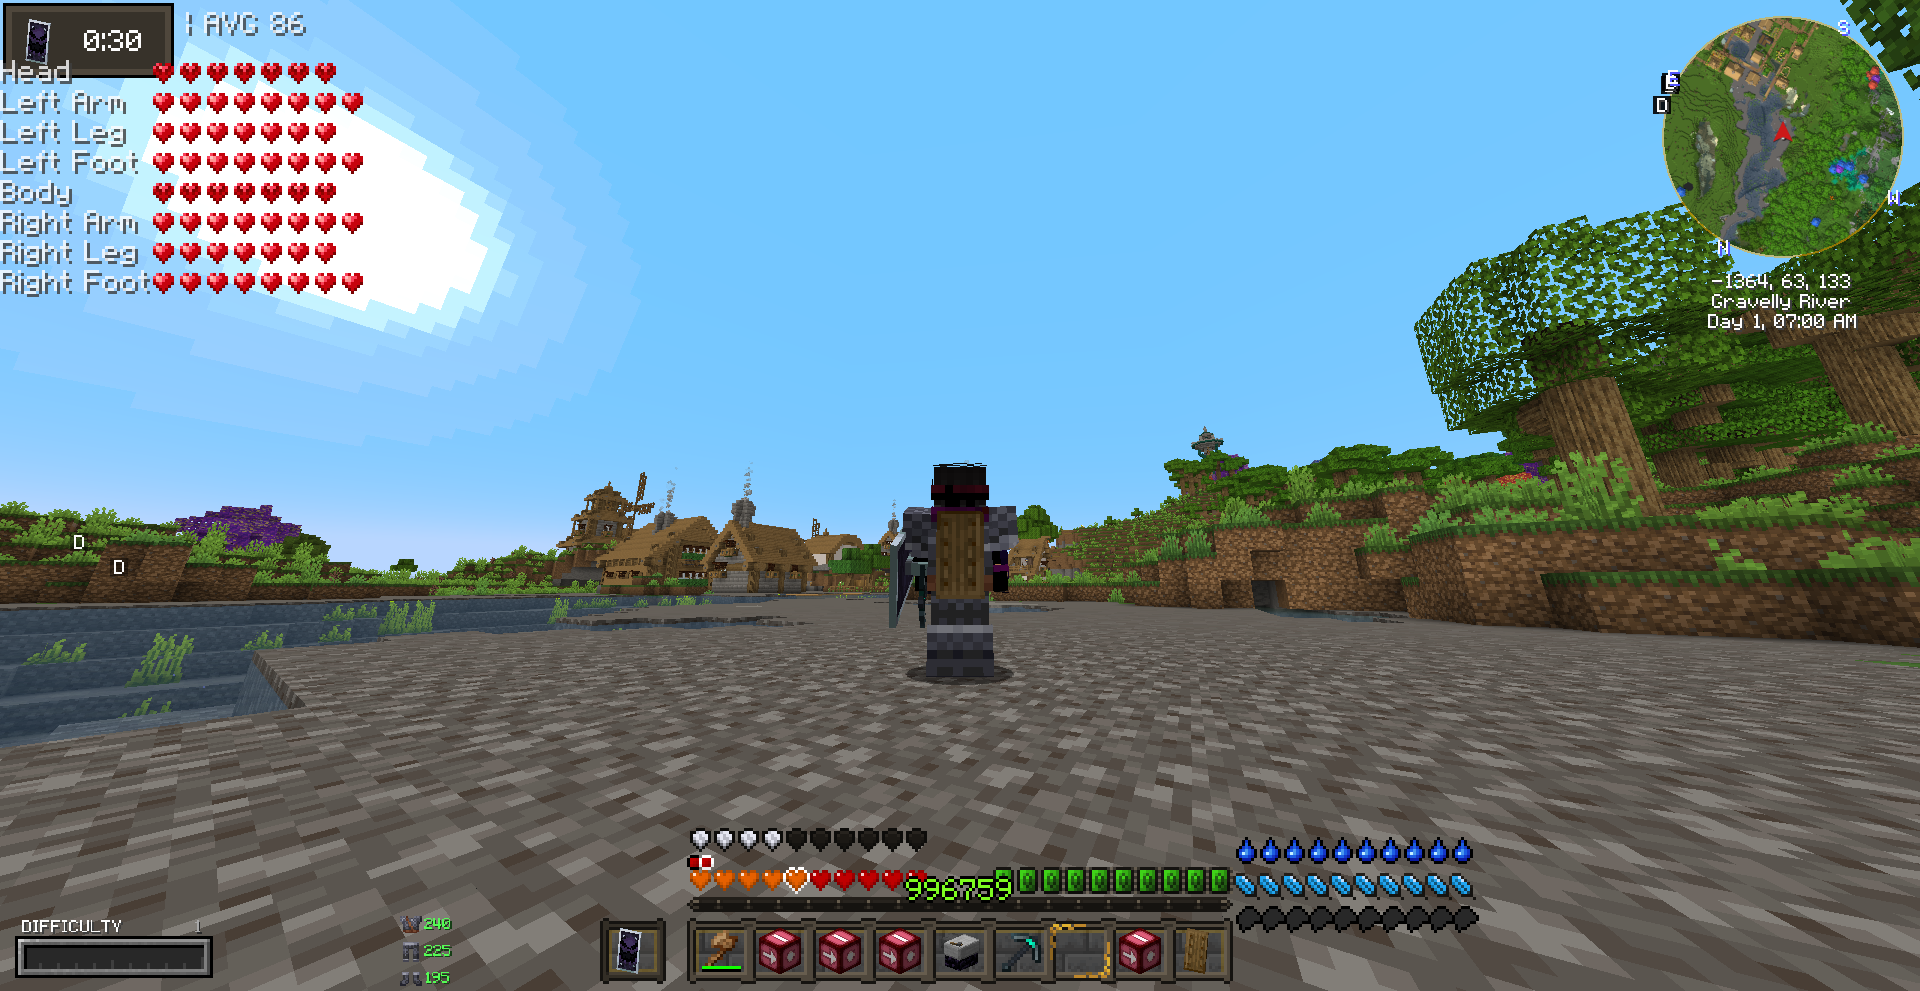 0:30
| AVG 86
Head
Left Arm
Left Leg
Left Foot
Body
Right Arm
Right Leg
Right Foot
S
E
D
W
N
-1364, 63, 133
Gravelly River
Day 1, 07:00 AM
D
D
996759
DIFFICULTY 1
240
225
195